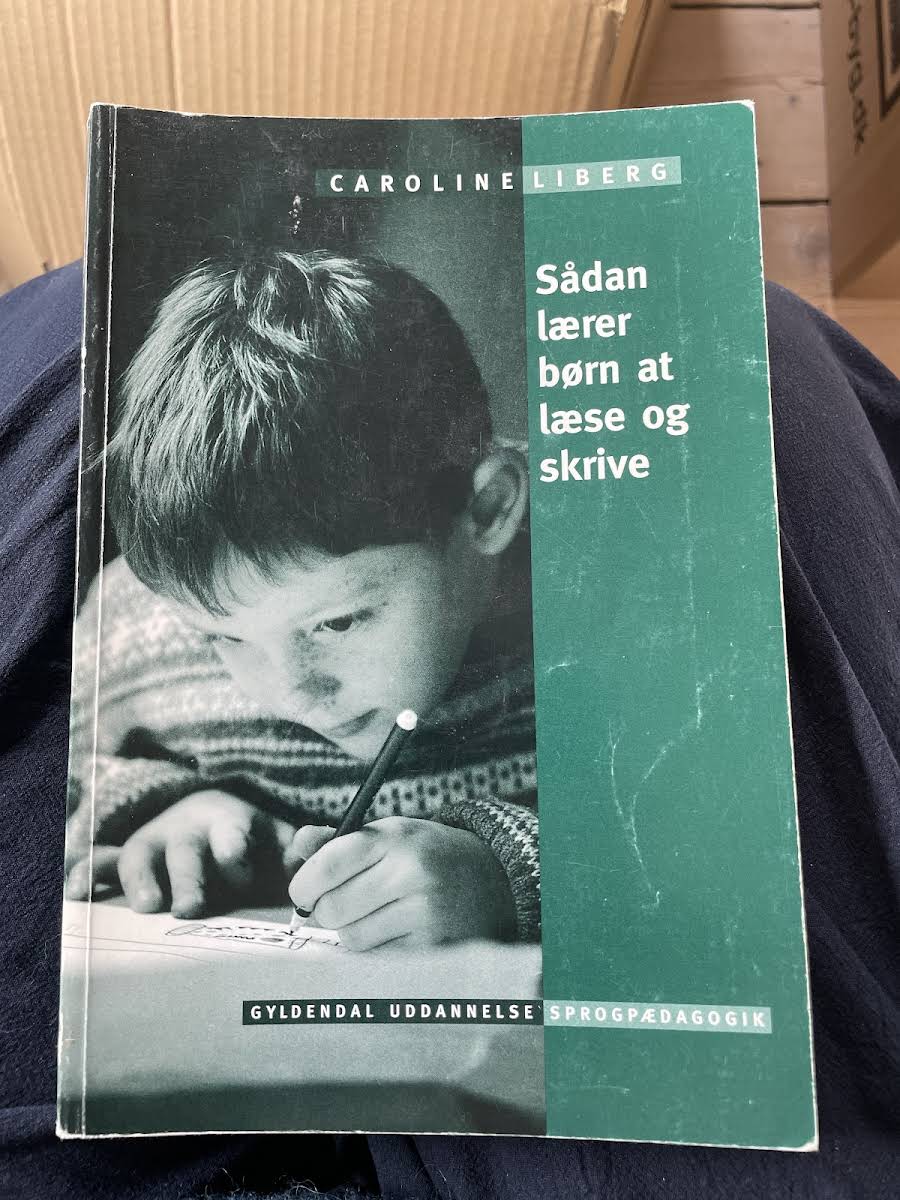 CAROLINE LIBERG
Sådan
lærer
børn at
læse og
skrive
GYLDENDAL UDDANNELSE SPROGPÆDAGOGIK